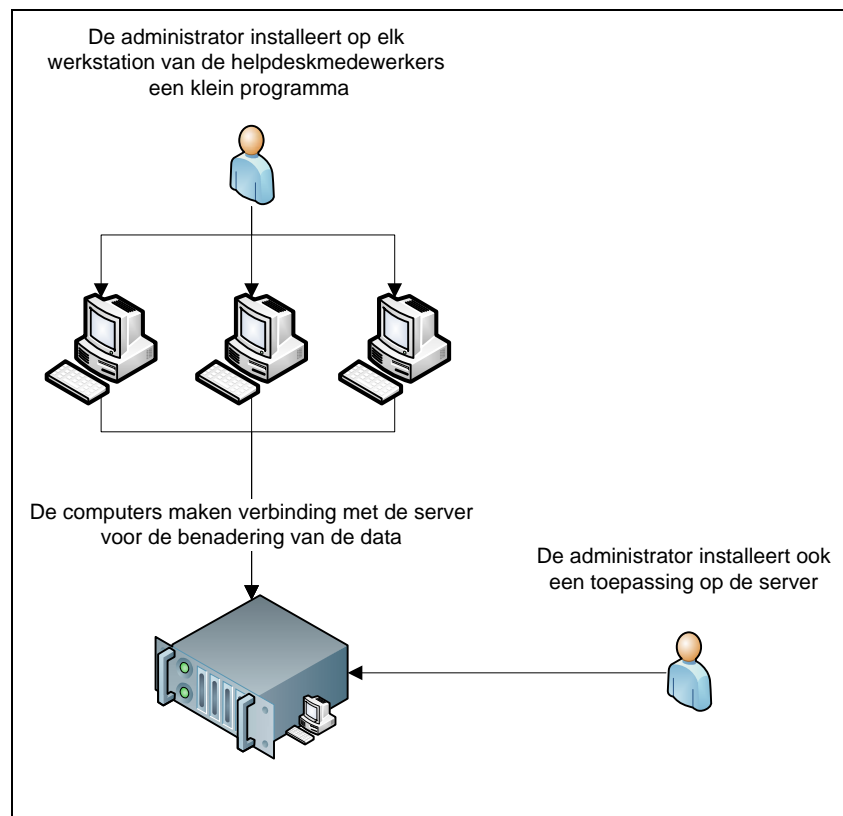 De administrator installeert op elk
werkstation van de helpdeskmedewerkers
een klein programma
De computers maken verbinding met de server
voor de benadering van de data
De administrator installeert ook
een toepassing op de server